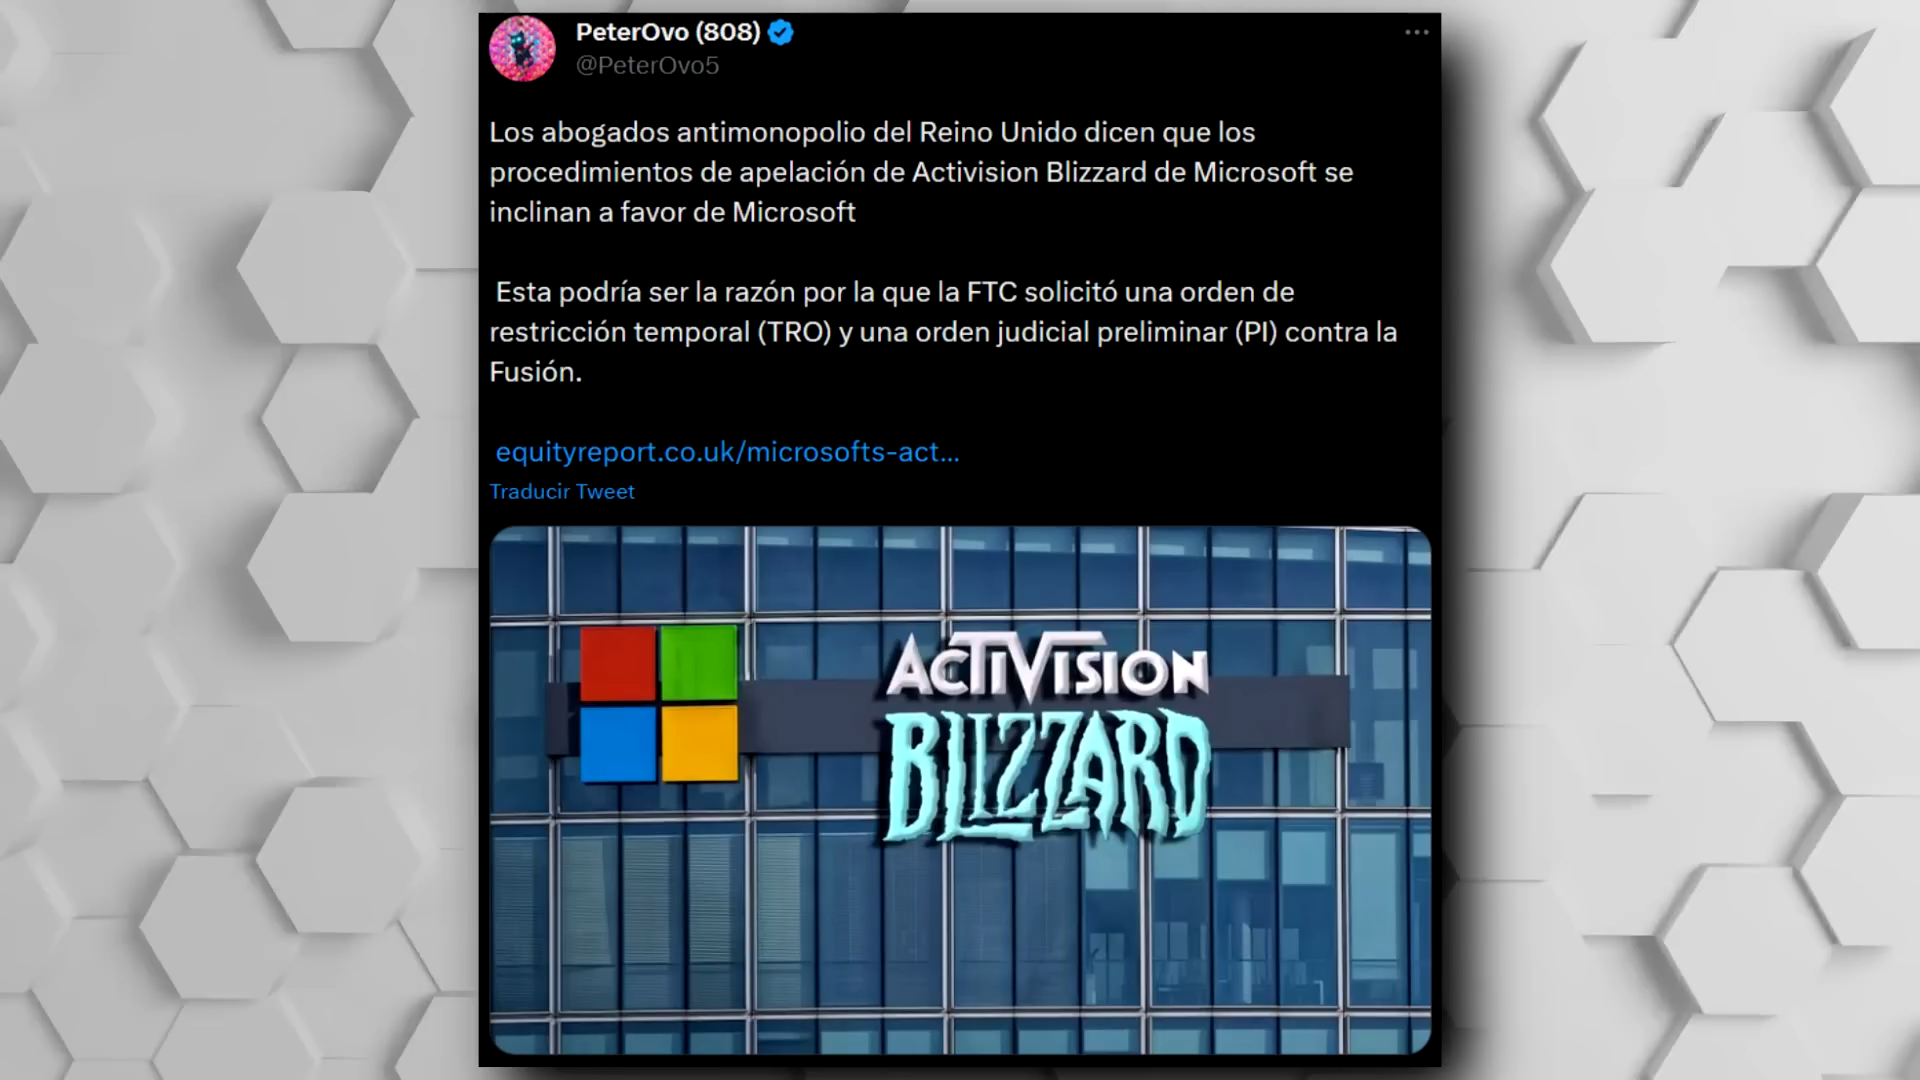 PeterOvo (808)
@PeterOvo5
Los abogados antimonopolio del Reino Unido dicen que los
procedimientos de apelación de Activision Blizzard de Microsoft se
inclinan a favor de Microsoft
Esta podría ser la razón por la que la FTC solicitó una orden de
restricción temporal (TRO) y una orden judicial preliminar (PI) contra la
Fusión.
equityreport.co.uk/microsofts-act...
Traducir Tweet
ACTIVISION
BLIZZARD